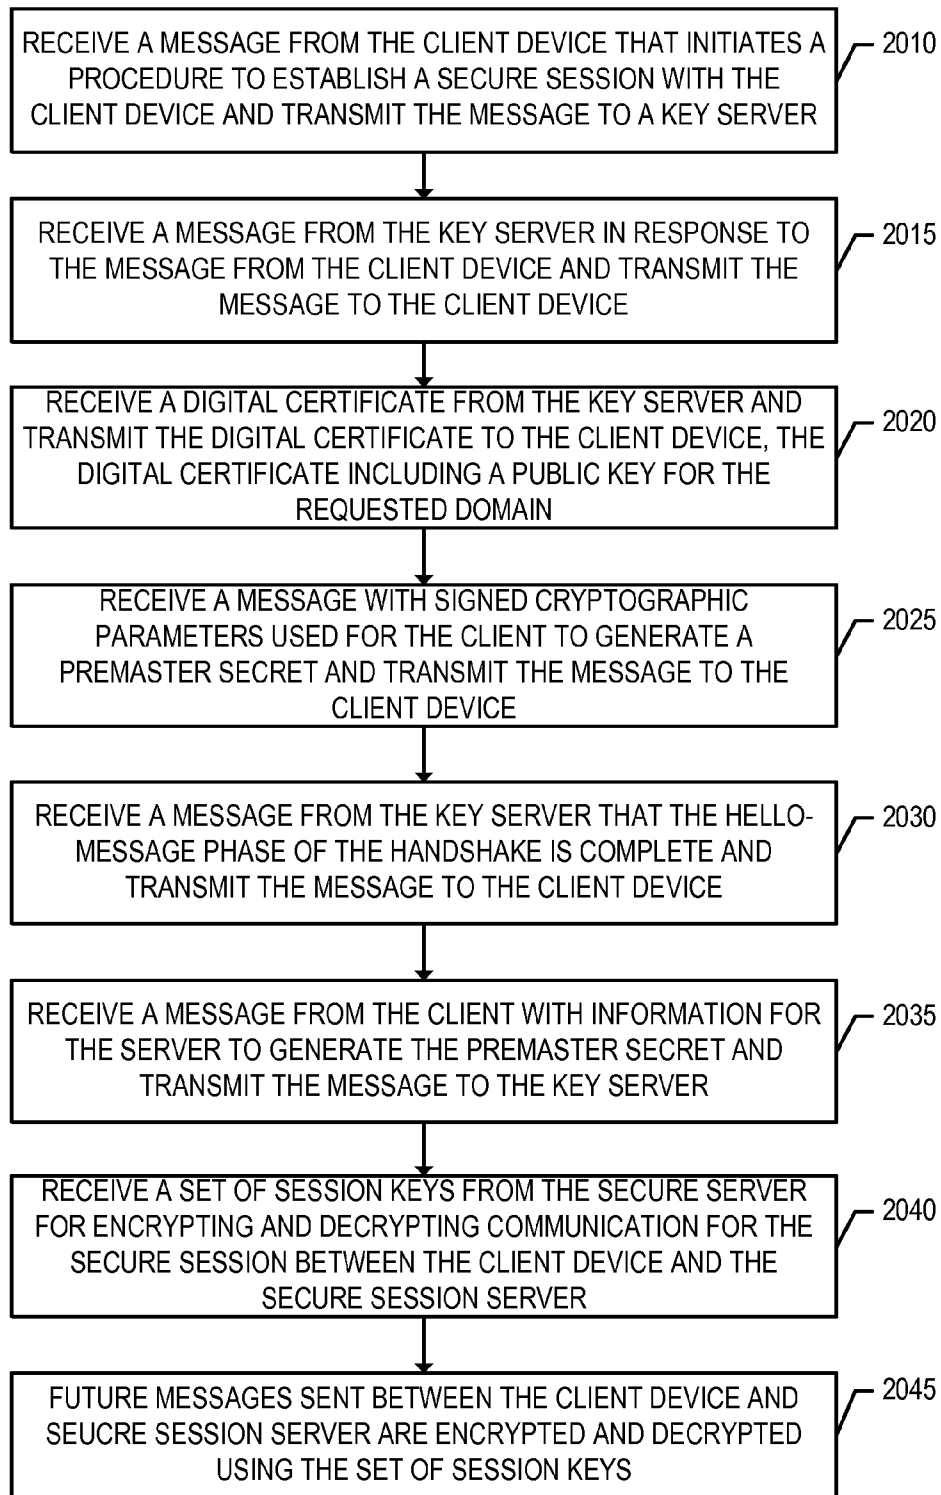 RECEIVE A MESSAGE FROM THE CLIENT DEVICE THAT INITIATES A
PROCEDURE TO ESTABLISH A SECURE SESSION WITH THE
CLIENT DEVICE AND TRANSMIT THE MESSAGE TO A KEY SERVER
2010
RECEIVE A MESSAGE FROM THE KEY SERVER IN RESPONSE TO
THE MESSAGE FROM THE CLIENT DEVICE AND TRANSMIT THE
MESSAGE TO THE CLIENT DEVICE
2015
RECEIVE A DIGITAL CERTIFICATE FROM THE KEY SERVER AND
TRANSMIT THE DIGITAL CERTIFICATE TO THE CLIENT DEVICE, THE
DIGITAL CERTIFICATE INCLUDING A PUBLIC KEY FOR THE
REQUESTED DOMAIN
2020
RECEIVE A MESSAGE WITH SIGNED CRYPTOGRAPHIC
PARAMETERS USED FOR THE CLIENT TO GENERATE A
PREMASTER SECRET AND TRANSMIT THE MESSAGE TO THE
CLIENT DEVICE
2025
RECEIVE A MESSAGE FROM THE KEY SERVER THAT THE HELLO-
MESSAGE PHASE OF THE HANDSHAKE IS COMPLETE AND
TRANSMIT THE MESSAGE TO THE CLIENT DEVICE
2030
RECEIVE A MESSAGE FROM THE CLIENT WITH INFORMATION FOR
THE SERVER TO GENERATE THE PREMASTER SECRET AND
TRANSMIT THE MESSAGE TO THE KEY SERVER
2035
RECEIVE A SET OF SESSION KEYS FROM THE SECURE SERVER
FOR ENCRYPTING AND DECRYPTING COMMUNICATION FOR THE
SECURE SESSION BETWEEN THE CLIENT DEVICE AND THE
SECURE SESSION SERVER
2040
FUTURE MESSAGES SENT BETWEEN THE CLIENT DEVICE AND
SEUCRE SESSION SERVER ARE ENCRYPTED AND DECRYPTED
USING THE SET OF SESSION KEYS
2045